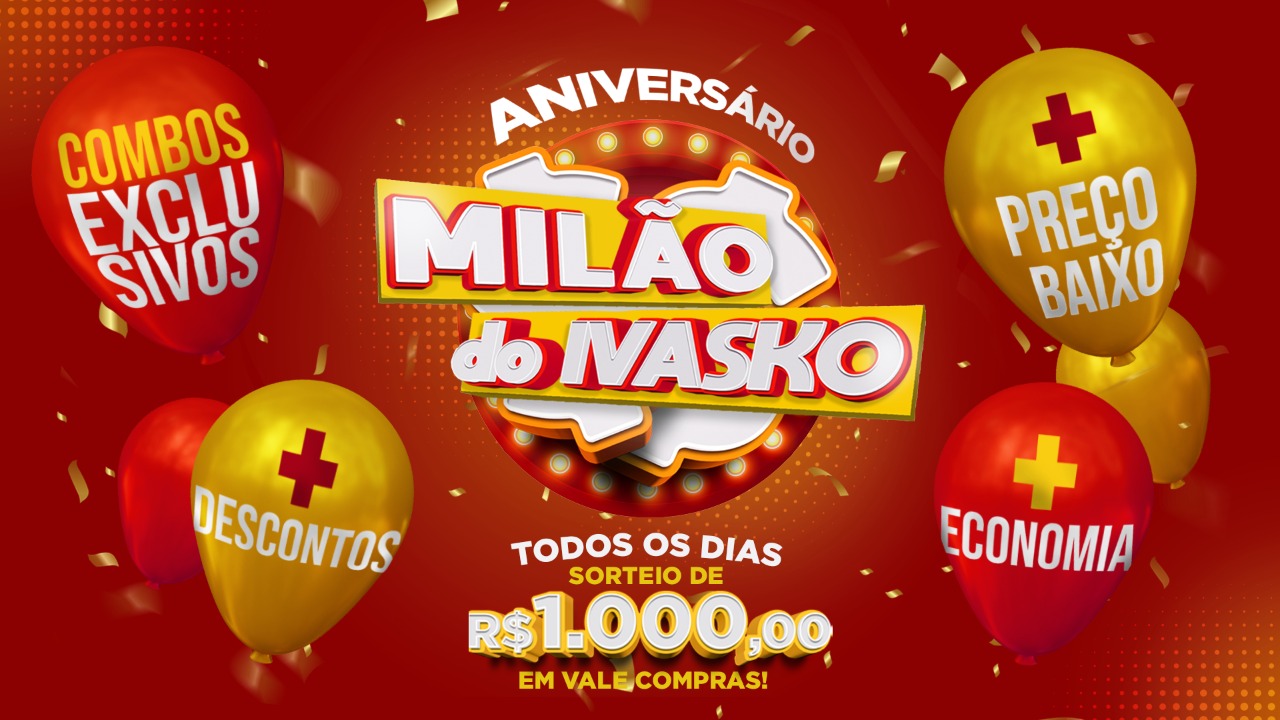 COMBOS
EXCLU
SIVOS
ANIVERSÁRIO
MILÃO
do IVASKO
+
PREÇO
BAIXO
+
DESCONTOS
+
ECONOMIA
TODOS OS DIAS
SORTEIO DE
R$1.000,00
EM VALE COMPRAS!